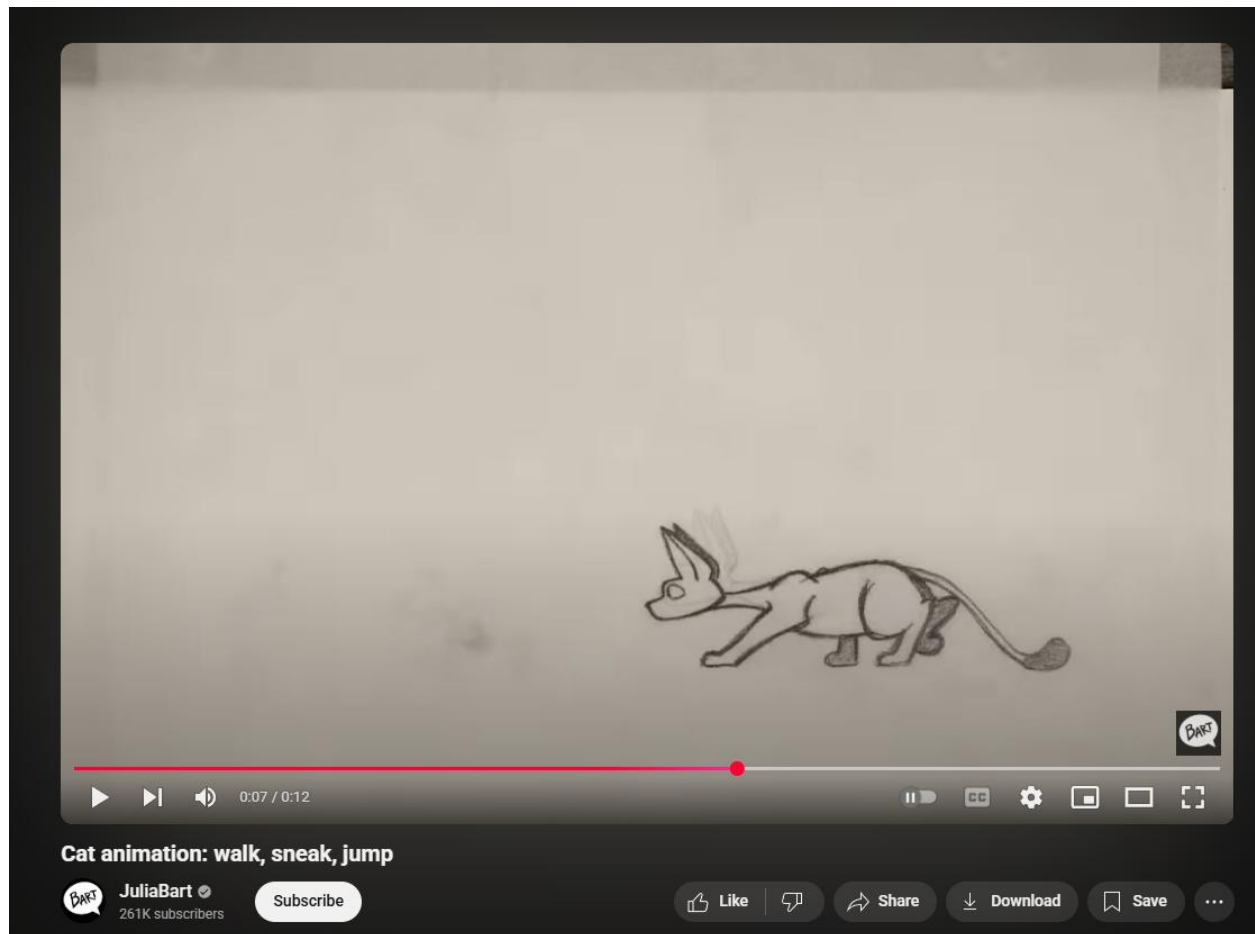 BART
0:07 / 0:12
CC
Cat animation: walk, sneak, jump
BART
JuliaBart
261K subscribers
Subscribe
Like
Share
Download
Save